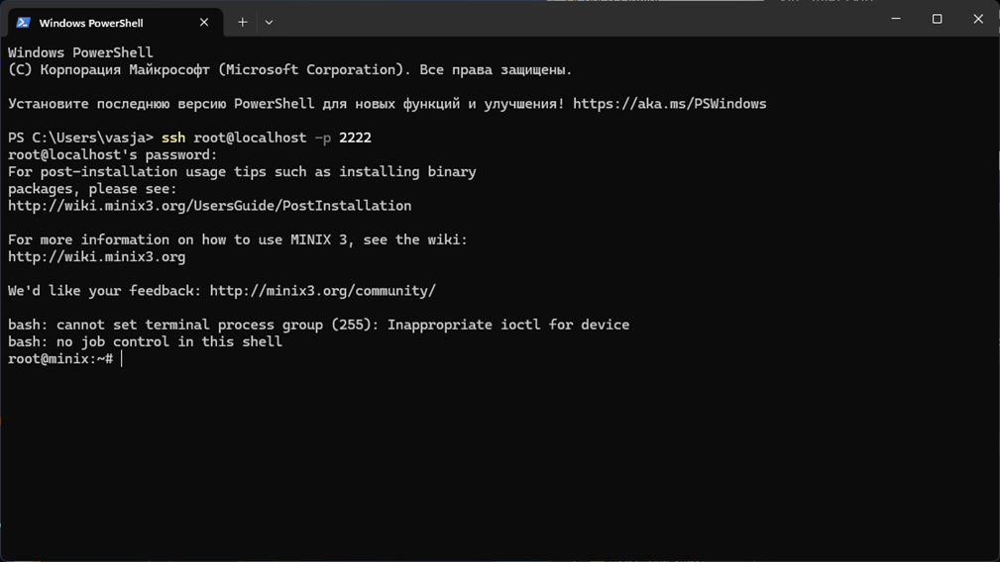 Windows PowerShell
Windows PowerShell
(C) Корпорация Майкрософт (Microsoft Corporation). Все права защищены.
Установите последнюю версию PowerShell для новых функций и улучшения! https://aka.ms/PSWindows
PS C:\Users\vasja> ssh root@localhost -p 2222
root@localhost's password:
For post-installation usage tips such as installing binary
packages, please see:
http://wiki.minix3.org/UsersGuide/PostInstallation
For more information on how to use MINIX 3, see the wiki:
http://wiki.minix3.org
We'd like your feedback: http://minix3.org/community/
bash: cannot set terminal process group (255): Inappropriate ioctl for device
bash: no job control in this shell
root@minix:~#